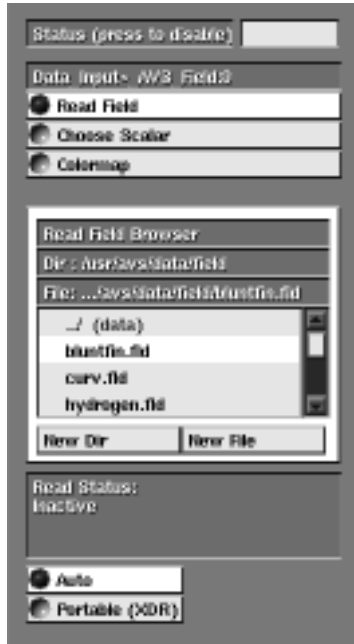 Status (press to disable)
Data Input- AVS Field:0
Read Field
Choose Scalar
Colormap
Read Field Browser
Dir : /usr/avs/data/field
File: .../avs/data/field/bluntfin.fld
../ (data)
bluntfin.fld
curv.fld
hydrogen.fld
New Dir New File
Read Status:
Inactive
Auto
Portable (XDR)